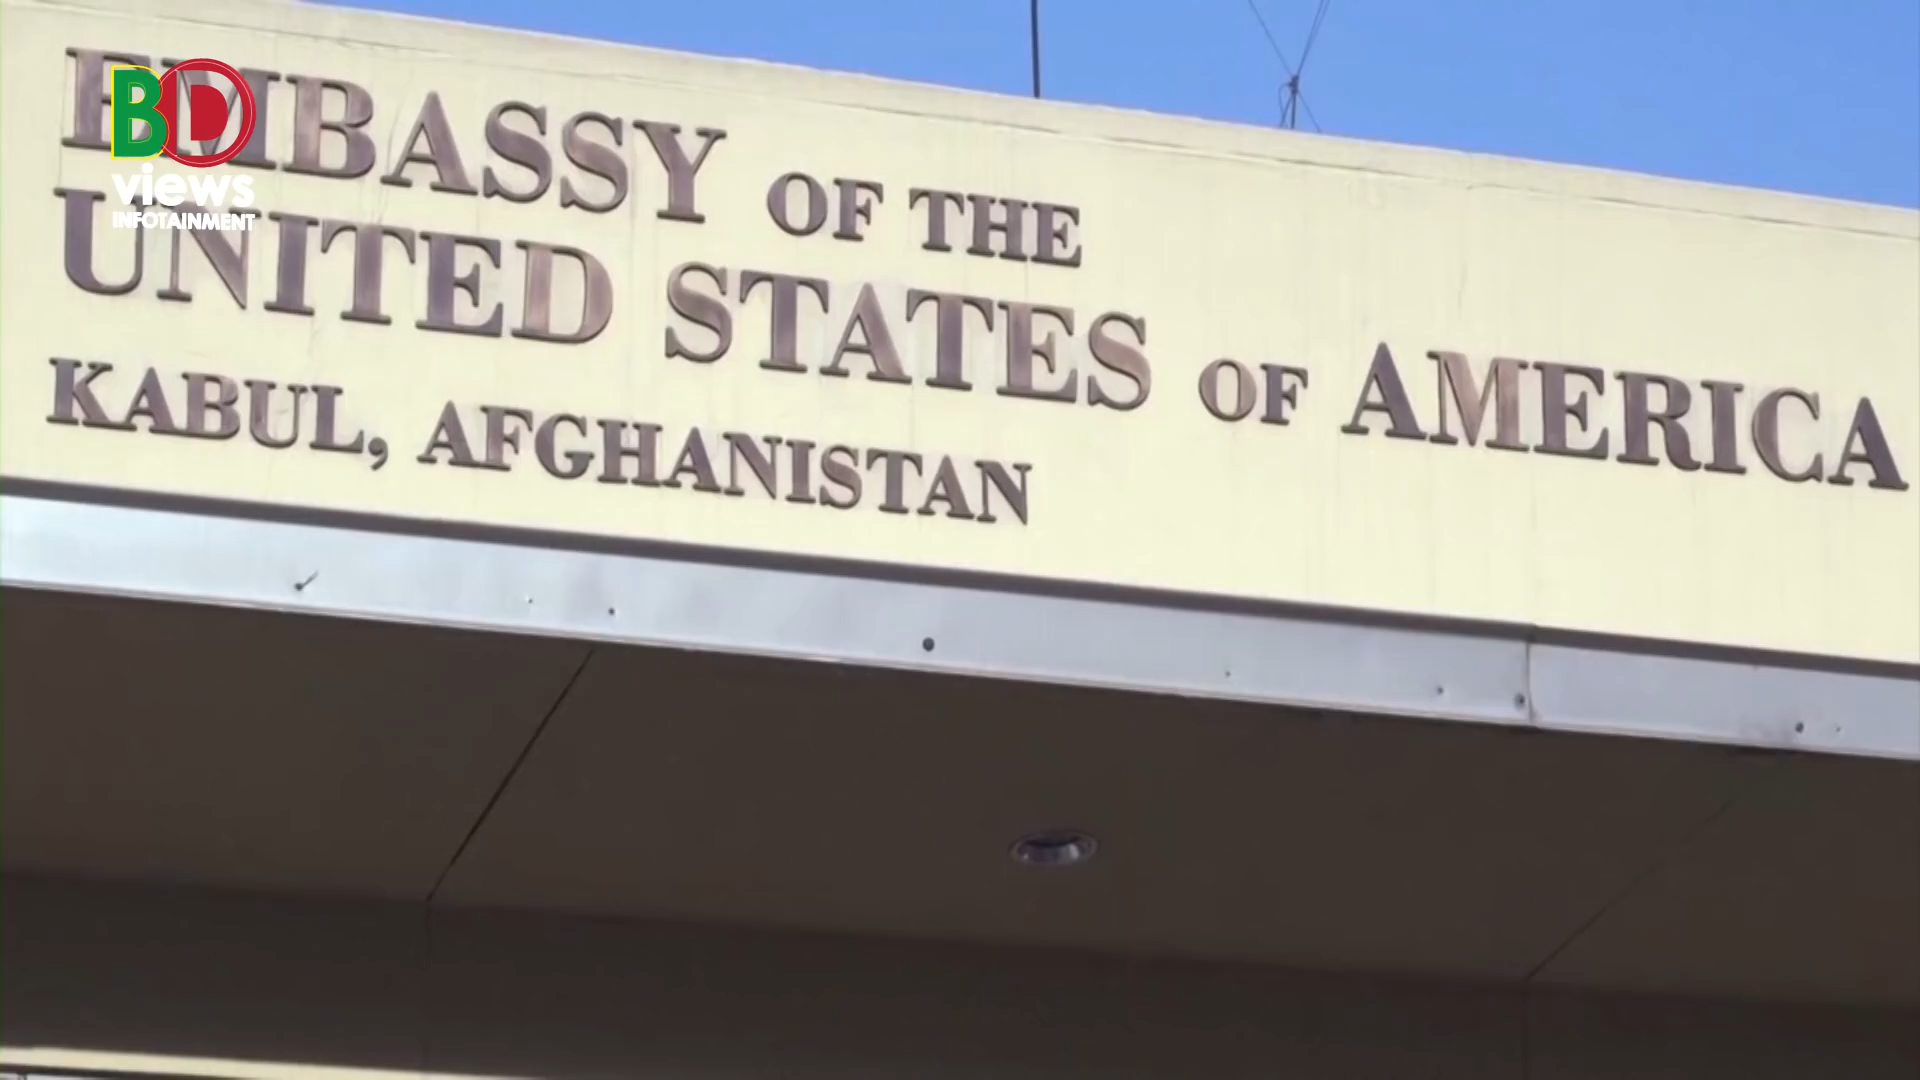 BD
views
INFOTAINMENT
EMBASSY OF THE
UNITED STATES OF AMERICA
KABUL, AFGHANISTAN